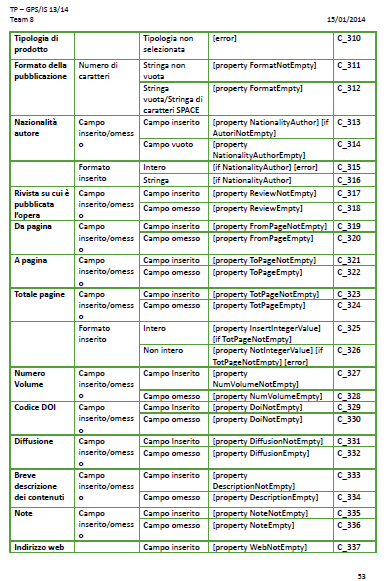 TP – GPS/IS 13/14
Team 8 15/01/2014
Tipologia di prodotto Tipologia non selezionata [error] C_310
Formato della pubblicazione Numero di caratteri Stringa non vuota [property FormatNotEmpty] C_311
Stringa vuota/Stringa di caratteri SPACE [property FormatEmpty] C_312
Nazionalità autore Campo inserito/omesso Campo inserito [property NationalityAuthor] [if AutoriNotEmpty] C_313
Campo vuoto [property NationalityAuthorEmpty] C_314
Formato inserito Intero [if NationalityAuthor] [error] C_315
Stringa [if NationalityAuthor] C_316
Rivista su cui è pubblicata l'opera Campo inserito/omesso Campo inserito [property ReviewNotEmpty] C_317
Campo omesso [property ReviewEmpty] C_318
Da pagina Campo inserito/omesso Campo inserito [property FromPageNotEmpty] C_319
Campo omesso [property FromPageEmpty] C_320
A pagina Campo inserito/omesso Campo inserito [property ToPageNotEmpty] C_321
Campo omesso [property ToPageEmpty] C_322
Totale pagine Campo inserito/omesso Campo inserito [property TotPageNotEmpty] C_323
Campo omesso [property TotPageEmpty] C_324
Formato inserito Intero [property InsertIntegerValue] [if TotPageNotEmpty] C_325
Non intero [property NotIntegerValue] [if TotPageNotEmpty] [error] C_326
Numero Volume Campo inserito/omesso Campo Inserito [property NumVolumeNotEmpty] C_327
Campo omesso [property NumVolumeEmpty] C_328
Codice DOI Campo inserito/omesso Campo Inserito [property DoiNotEmpty] C_329
Campo omesso [property DoiNotEmpty] C_330
Diffusione Campo inserito/omesso Campo inserito [property DiffusionNotEmpty] C_331
Campo omesso [property DiffusionEmpty] C_332
Breve descrizione dei contenuti Campo inserito/omesso Campo inserito [property DescriptionNotEmpty] C_333
Campo omesso [property DescriptionEmpty] C_334
Note Campo inserito/omesso Campo inserito [property NoteNotEmpty] C_335
Campo omesso [property NoteEmpty] C_336
Indirizzo web Campo inserito [property WebNotEmpty] C_337
53